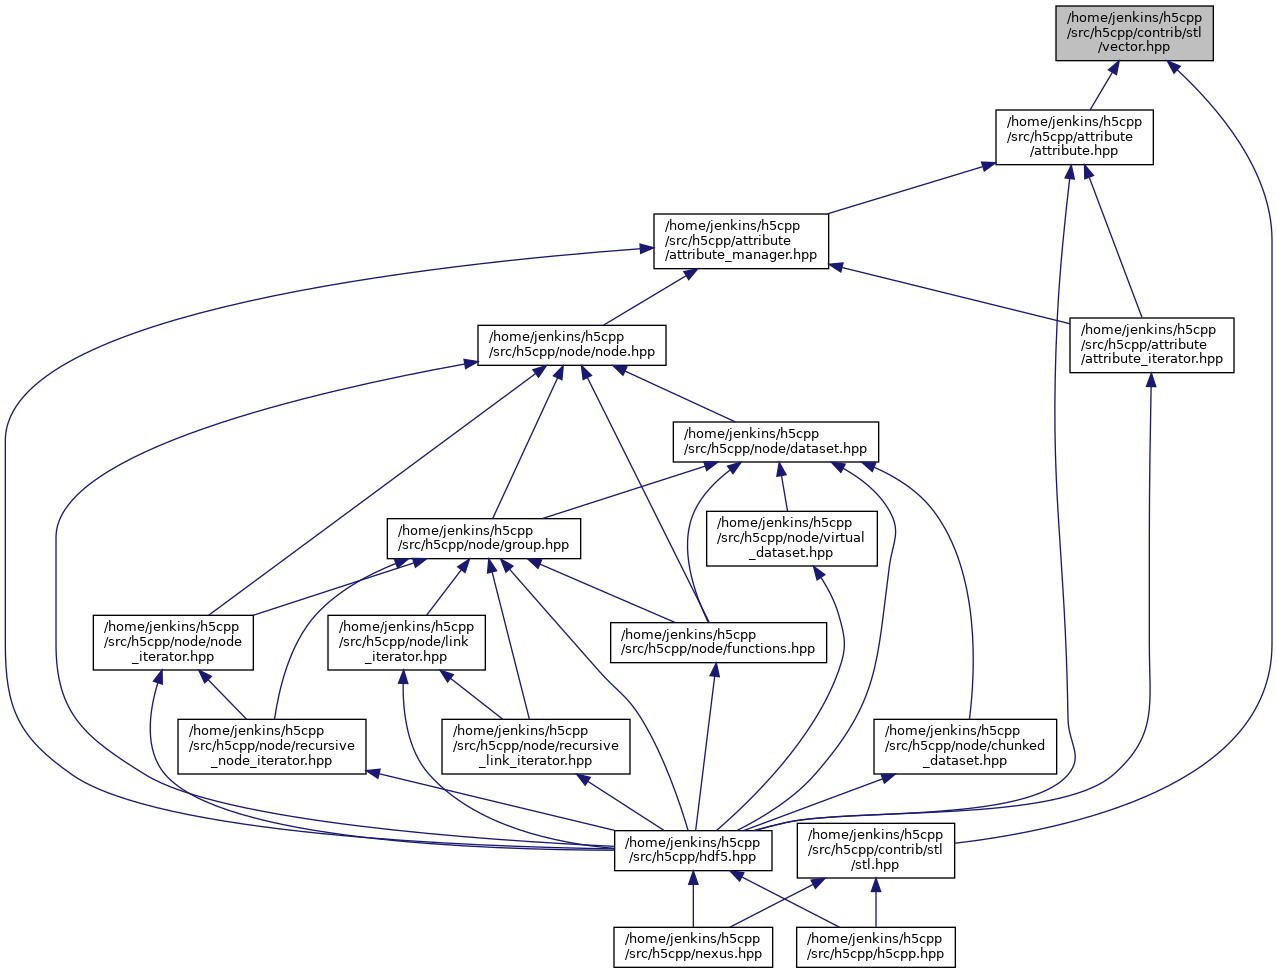 /home/jenkins/h5cpp
/src/h5cpp/contrib/stl
/vector.hpp
/home/jenkins/h5cpp
/src/h5cpp/attribute
/attribute.hpp
/home/jenkins/h5cpp
/src/h5cpp/attribute
/attribute_manager.hpp
/home/jenkins/h5cpp
/src/h5cpp/node/node.hpp
/home/jenkins/h5cpp
/src/h5cpp/attribute
/attribute_iterator.hpp
/home/jenkins/h5cpp
/src/h5cpp/node/dataset.hpp
/home/jenkins/h5cpp
/src/h5cpp/node/group.hpp
/home/jenkins/h5cpp
/src/h5cpp/node/virtual
_dataset.hpp
/home/jenkins/h5cpp
/src/h5cpp/node/node
_iterator.hpp
/home/jenkins/h5cpp
/src/h5cpp/node/link
_iterator.hpp
/home/jenkins/h5cpp
/src/h5cpp/node/functions.hpp
/home/jenkins/h5cpp
/src/h5cpp/node/recursive
_node_iterator.hpp
/home/jenkins/h5cpp
/src/h5cpp/node/recursive
_link_iterator.hpp
/home/jenkins/h5cpp
/src/h5cpp/node/chunked
_dataset.hpp
/home/jenkins/h5cpp
/src/h5cpp/hdf5.hpp
/home/jenkins/h5cpp
/src/h5cpp/contrib/stl
/stl.hpp
/home/jenkins/h5cpp
/src/h5cpp/nexus.hpp
/home/jenkins/h5cpp
/src/h5cpp/h5cpp.hpp